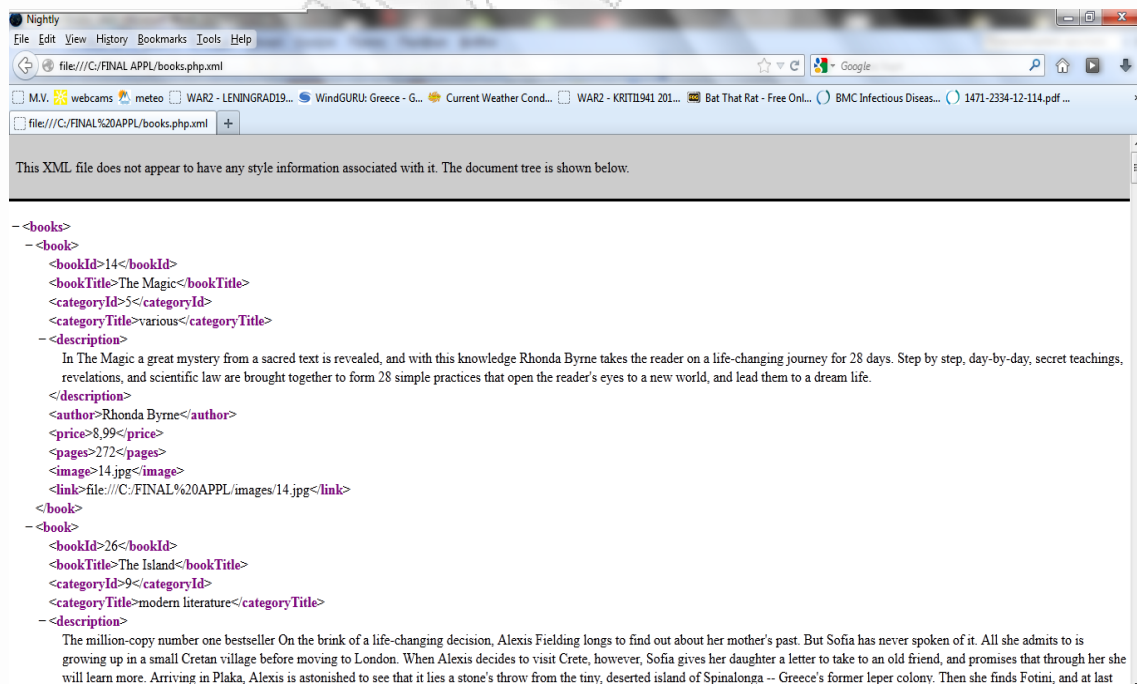 Nightly
File Edit View History Bookmarks Tools Help
file:///C:/FINAL APPL/books.php.xml Google
M.V. webcams meteo WAR2 - LENINGRAD19... WindGURU: Greece - G... Current Weather Cond... WAR2 - KRITI1941 201... Bat That Rat - Free Onl... BMC Infectious Diseas... 1471-2334-12-114.pdf ...
file:///C:/FINAL%20APPL/books.php.xml +
This XML file does not appear to have any style information associated with it. The document tree is shown below.
− <books>
− <book>
<bookId>14</bookId>
<bookTitle>The Magic</bookTitle>
<categoryId>5</categoryId>
<categoryTitle>various</categoryTitle>
− <description>
In The Magic a great mystery from a sacred text is revealed, and with this knowledge Rhonda Byrne takes the reader on a life-changing journey for 28 days. Step by step, day-by-day, secret teachings,
revelations, and scientific law are brought together to form 28 simple practices that open the reader's eyes to a new world, and lead them to a dream life.
</description>
<author>Rhonda Byrne</author>
<price>8,99</price>
<pages>272</pages>
<image>14.jpg</image>
<link>file:///C:/FINAL%20APPL/images/14.jpg</link>
</book>
− <book>
<bookId>26</bookId>
<bookTitle>The Island</bookTitle>
<categoryId>9</categoryId>
<categoryTitle>modern literature</categoryTitle>
− <description>
The million-copy number one bestseller On the brink of a life-changing decision, Alexis Fielding longs to find out about her mother's past. But Sofia has never spoken of it. All she admits to is
growing up in a small Cretan village before moving to London. When Alexis decides to visit Crete, however, Sofia gives her daughter a letter to take to an old friend, and promises that through her she
will learn more. Arriving in Plaka, Alexis is astonished to see that it lies a stone's throw from the tiny, deserted island of Spinalonga -- Greece's former leper colony. Then she finds Fotini, and at last